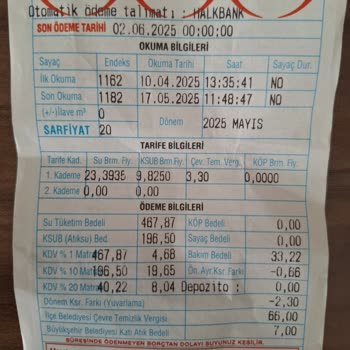 Otomatik ödeme talimatı : HALKBANK
SON ÖDEME TARİHİ 02.06.2025 00:00:00
OKUMA BİLGİLERİ
Sayaç Endeks Okuma Tarihi Saat Sayaç Dur.
İlk Okuma 1162 10.04.2025 13:35:41 NO
Son Okuma 1182 17.05.2025 11:48:47 NO
(+/-)İlave m³ 0
SARFİYAT 20 Dönem 2025 MAYIS
TARİFE BİLGİLERİ
Tarife Kad. Su Brm. Fiy. KSUB Brm. Fiy. Çev. Tem. Verg. KÖP Brm. Fiy.
1. Kademe 23,3935 9,8250 3,30 0,0000
2. Kademe 0,00 0,00
ÖDEME BİLGİLERİ
Su Tüketim Bedeli 467,87 KÖP Bedeli 0,00
KSUB (Atıksu) Bed. 196,50 Sayaç Bedeli 0,00
KDV % 1 Matr. 467,87 4,68 Bakım Bedeli 33,22
KDV % 10 Matr. 196,50 19,65 Ön.Ayr.Ksr.Farkı -0,66
KDV % 20 Matr. 40,22 8,04 Depozito : 0,00
Dönem Ksr. Farkı (Yuvarlama) -2,30
İlçe Belediyesi Çevre Temizlik Vergisi 66,00
Büyükşehir Belediyesi Katı Atık Bedeli 7,00
SÜRESİNDE ÖDENMEYEN BORÇTAN DOLAYI SUYUNUZ KESİLİR.